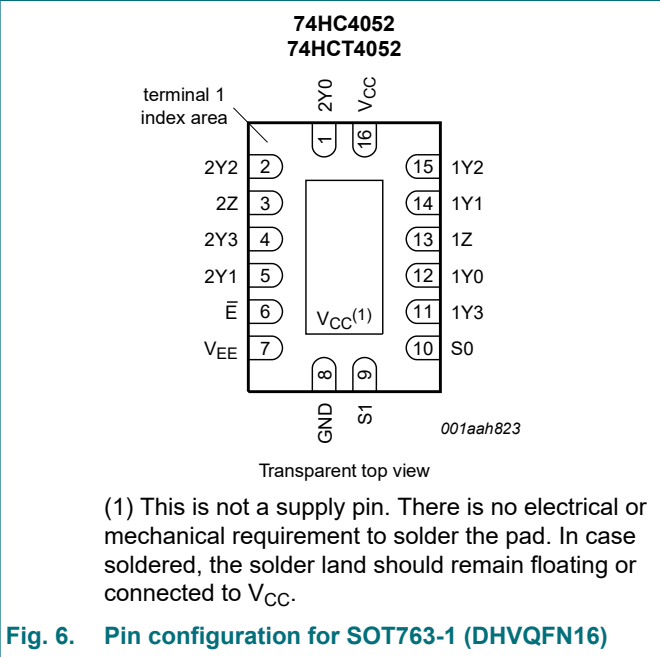 74HC4052
74HCT4052
terminal 1
index area
2Y0
VCC
1
16
2Y2 2
15 1Y2
2Z 3
14 1Y1
2Y3 4
13 1Z
2Y1 5
12 1Y0
E̅ 6
11 1Y3
VCC(1)
VEE 7
10 S0
8
9
GND
S1
001aah823
Transparent top view
(1) This is not a supply pin. There is no electrical or
mechanical requirement to solder the pad. In case
soldered, the solder land should remain floating or
connected to VCC.
Fig. 6. Pin configuration for SOT763-1 (DHVQFN16)